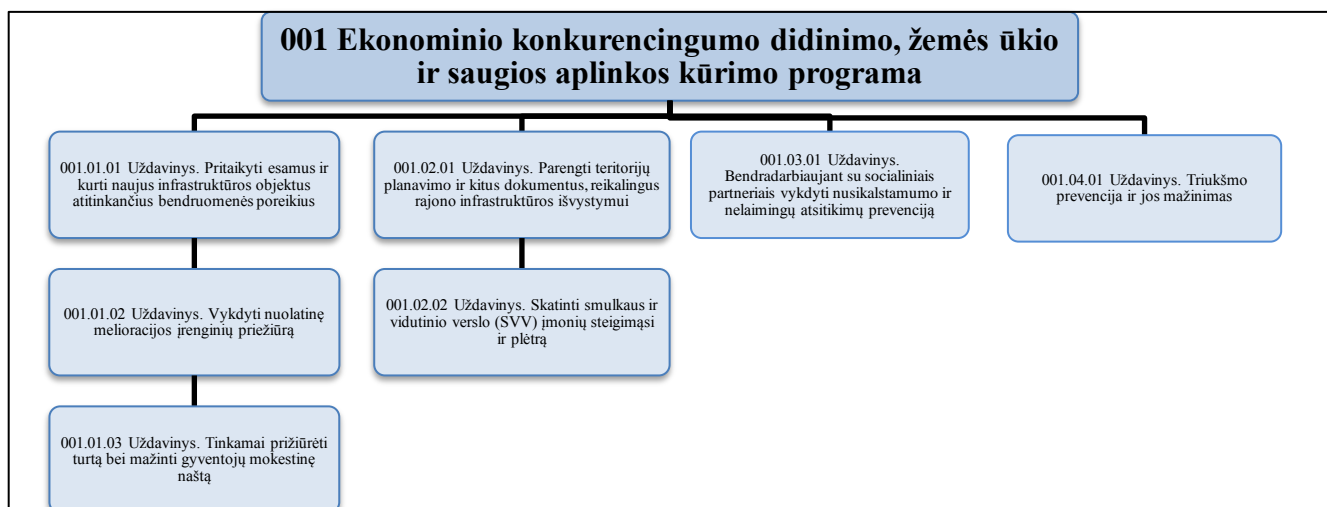 001 Ekonominio konkurencingumo didinimo, žemės ūkio
ir saugios aplinkos kūrimo programa
001.01.01 Uždavinys. Pritaikyti esamus ir
kurti naujus infrastruktūros objektus
atitinkančius bendruomenės poreikius
001.02.01 Uždavinys. Parengti teritorijų
planavimo ir kitus dokumentus, reikalingus
rajono infrastruktūros išvystymui
001.03.01 Uždavinys.
Bendradarbiaujant su socialiniais
partneriais vykdyti nusikalstamumo ir
nelaimingų atsitikimų prevenciją
001.04.01 Uždavinys. Triukšmo
prevencija ir jos mažinimas
001.01.02 Uždavinys. Vykdyti nuolatinę
melioracijos įrenginių priežiūrą
001.02.02 Uždavinys. Skatinti smulkaus ir
vidutinio verslo (SVV) įmonių steigimąsi
ir plėtrą
001.01.03 Uždavinys. Tinkamai prižiūrėti
turtą bei mažinti gyventojų mokestinę
naštą